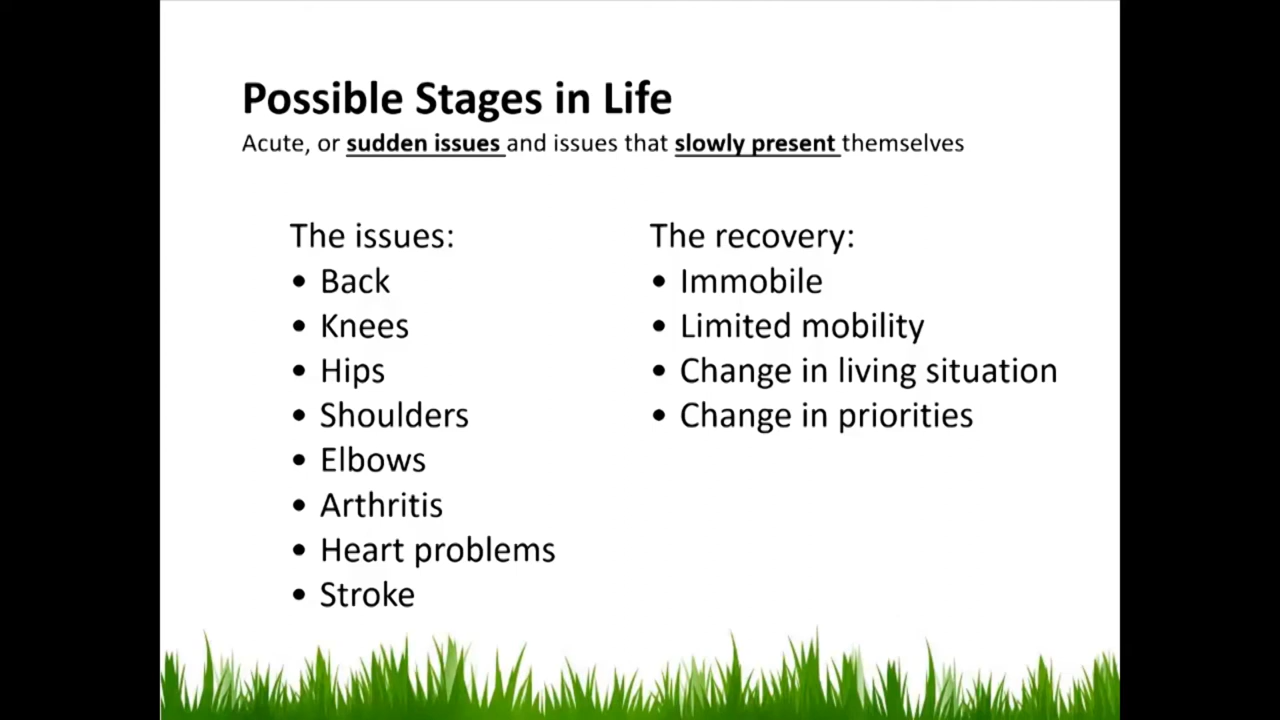 Possible Stages in Life
Acute, or sudden issues and issues that slowly present themselves
The issues:
• Back
• Knees
• Hips
• Shoulders
• Elbows
• Arthritis
• Heart problems
• Stroke
The recovery:
• Immobile
• Limited mobility
• Change in living situation
• Change in priorities